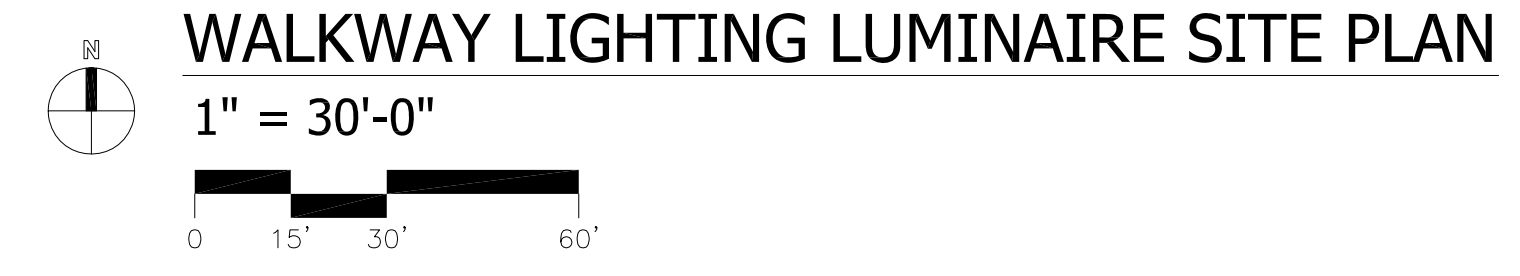 N
WALKWAY LIGHTING LUMINAIRE SITE PLAN
1" = 30'-0"
0 15' 30' 60'